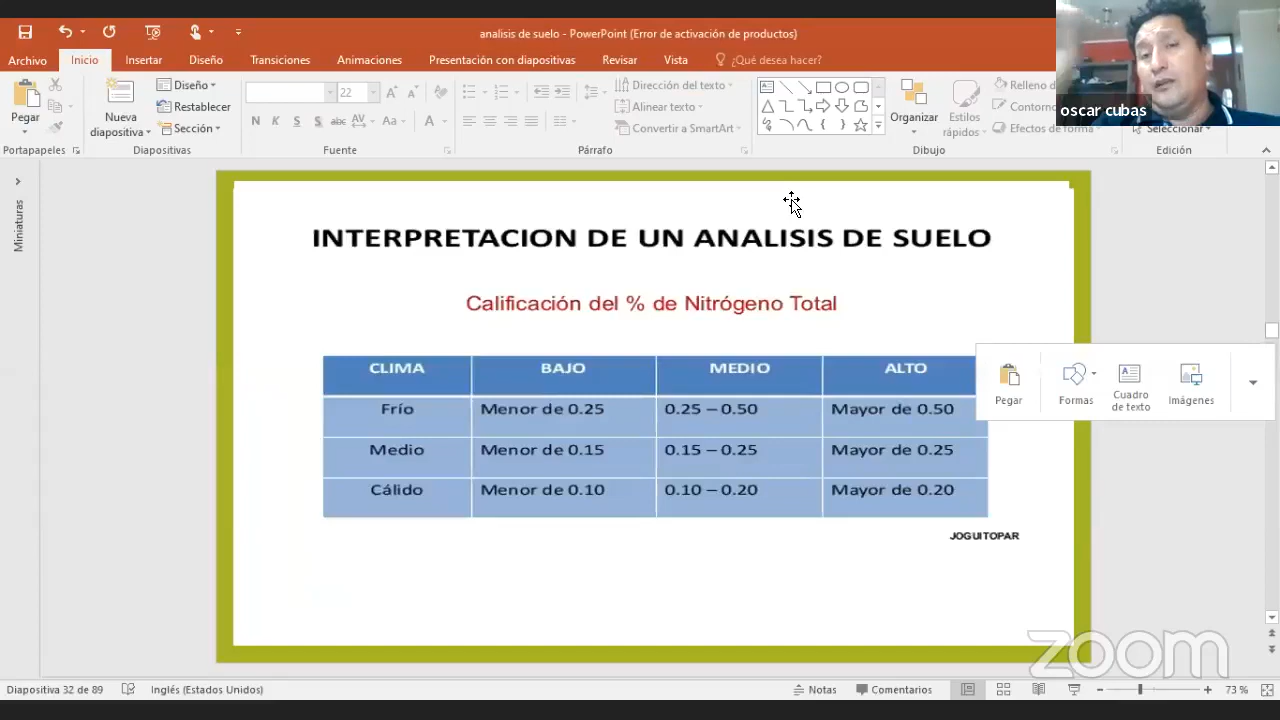 analisis de suelo - PowerPoint (Error de activación de productos)
oscar cubas
Archivo Inicio Insertar Diseño Transiciones Animaciones Presentación con diapositivas Revisar Vista ¿Qué desea hacer?
Pegar
Nueva diapositiva
Diseño
Restablecer
Sección
22
N K S S abc AV Aa A
Dirección del texto
Alinear texto
Convertir a SmartArt
Organizar
Estilos rápidos
Relleno
Contorno
Efectos de forma
Seleccionar
Portapapeles Diapositivas Fuente Párrafo Dibujo Edición
Miniaturas
INTERPRETACION DE UN ANALISIS DE SUELO
Calificación del % de Nitrógeno Total
CLIMA BAJO MEDIO ALTO
Frío Menor de 0.25 0.25 – 0.50 Mayor de 0.50
Medio Menor de 0.15 0.15 – 0.25 Mayor de 0.25
Cálido Menor de 0.10 0.10 – 0.20 Mayor de 0.20
JOGUITOPAR
Pegar Formas Cuadro de texto Imágenes
zoom
Diapositiva 32 de 89 Inglés (Estados Unidos) Notas Comentarios 73 %